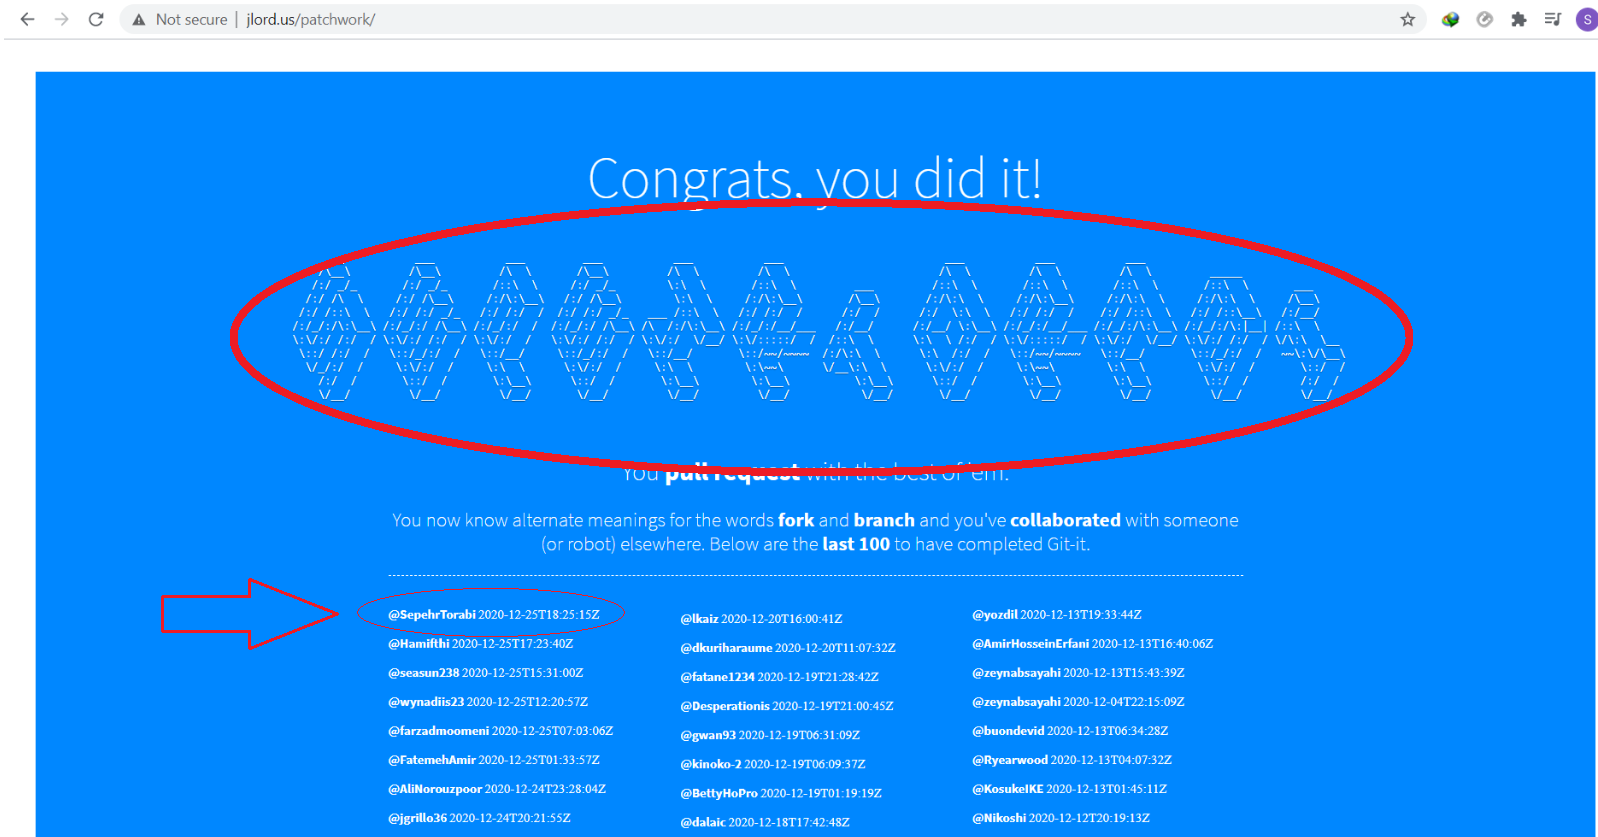 Not secure | jlord.us/patchwork/
S
Congrats, you did it!
SEPEHRTORABI
You pull request with the best of 'em.
You now know alternate meanings for the words fork and branch and you've collaborated with someone
(or robot) elsewhere. Below are the last 100 to have completed Git-it.
@SepehrTorabi 2020-12-25T18:25:15Z
@Hamifthi 2020-12-25T17:23:40Z
@seasun238 2020-12-25T15:31:00Z
@wynadiis23 2020-12-25T12:20:57Z
@farzadmoomeni 2020-12-25T07:03:06Z
@FatemehAmir 2020-12-25T01:33:57Z
@AliNorouzpoor 2020-12-24T23:28:04Z
@jgrillo36 2020-12-24T20:21:55Z
@lkaiz 2020-12-20T16:00:41Z
@dkuriharaume 2020-12-20T11:07:32Z
@fatane1234 2020-12-19T21:28:42Z
@Desperationis 2020-12-19T21:00:45Z
@gwan93 2020-12-19T06:31:09Z
@kinoko-2 2020-12-19T06:09:37Z
@BettyHoPro 2020-12-19T01:19:19Z
@dalaic 2020-12-18T17:42:48Z
@yozdil 2020-12-13T19:33:44Z
@AmirHosseinErfani 2020-12-13T16:40:06Z
@zeynabsayahi 2020-12-13T15:43:39Z
@zeynabsayahi 2020-12-04T22:15:09Z
@buondevid 2020-12-13T06:34:28Z
@Ryearwood 2020-12-13T04:07:32Z
@KosukeIKE 2020-12-13T01:45:11Z
@Nikoshi 2020-12-12T20:19:13Z